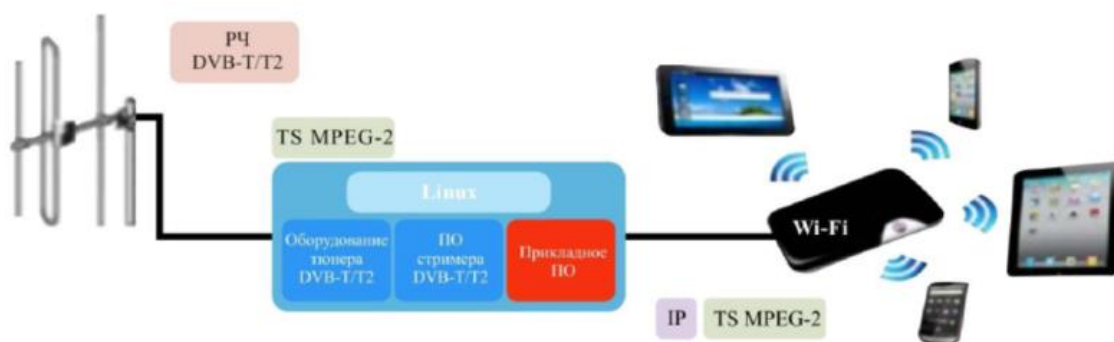 РЧ
DVB-T/T2
TS MPEG-2
Linux
Оборудование
тюнера
DVB-T/T2
ПО
стримера
DVB-T/T2
Прикладное
ПО
Wi-Fi
IP
TS MPEG-2